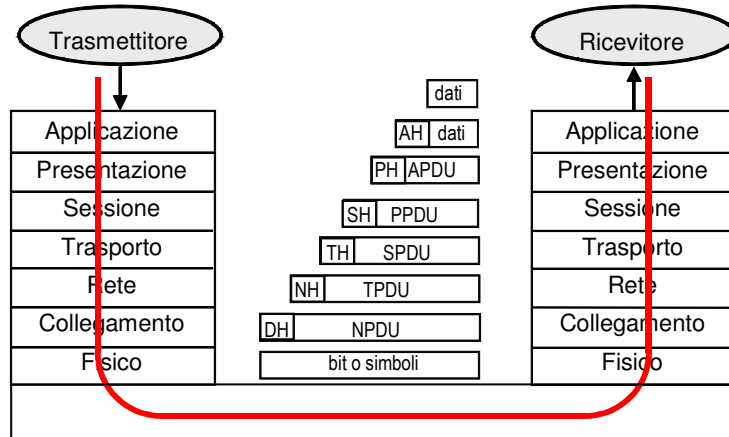 Trasmettitore
Ricevitore
dati
Applicazione
AH dati
Applicazione
Presentazione
PH APDU
Presentazione
Sessione
SH PPDU
Sessione
Trasporto
TH SPDU
Trasporto
Rete
NH TPDU
Rete
Collegamento
DH NPDU
Collegamento
Fisico
bit o simboli
Fisico